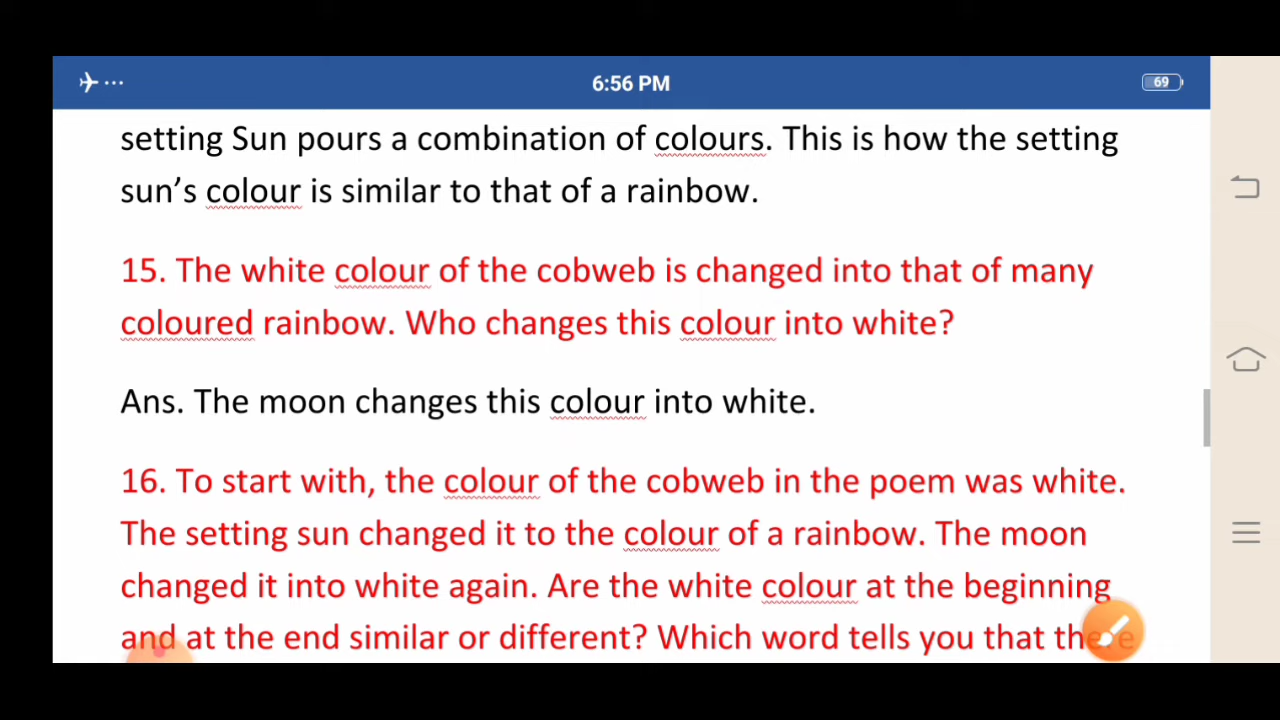 6:56 PM
69
setting Sun pours a combination of colours. This is how the setting
sun’s colour is similar to that of a rainbow.
15. The white colour of the cobweb is changed into that of many
coloured rainbow. Who changes this colour into white?
Ans. The moon changes this colour into white.
16. To start with, the colour of the cobweb in the poem was white.
The setting sun changed it to the colour of a rainbow. The moon
changed it into white again. Are the white colour at the beginning
and at the end similar or different? Which word tells you that there